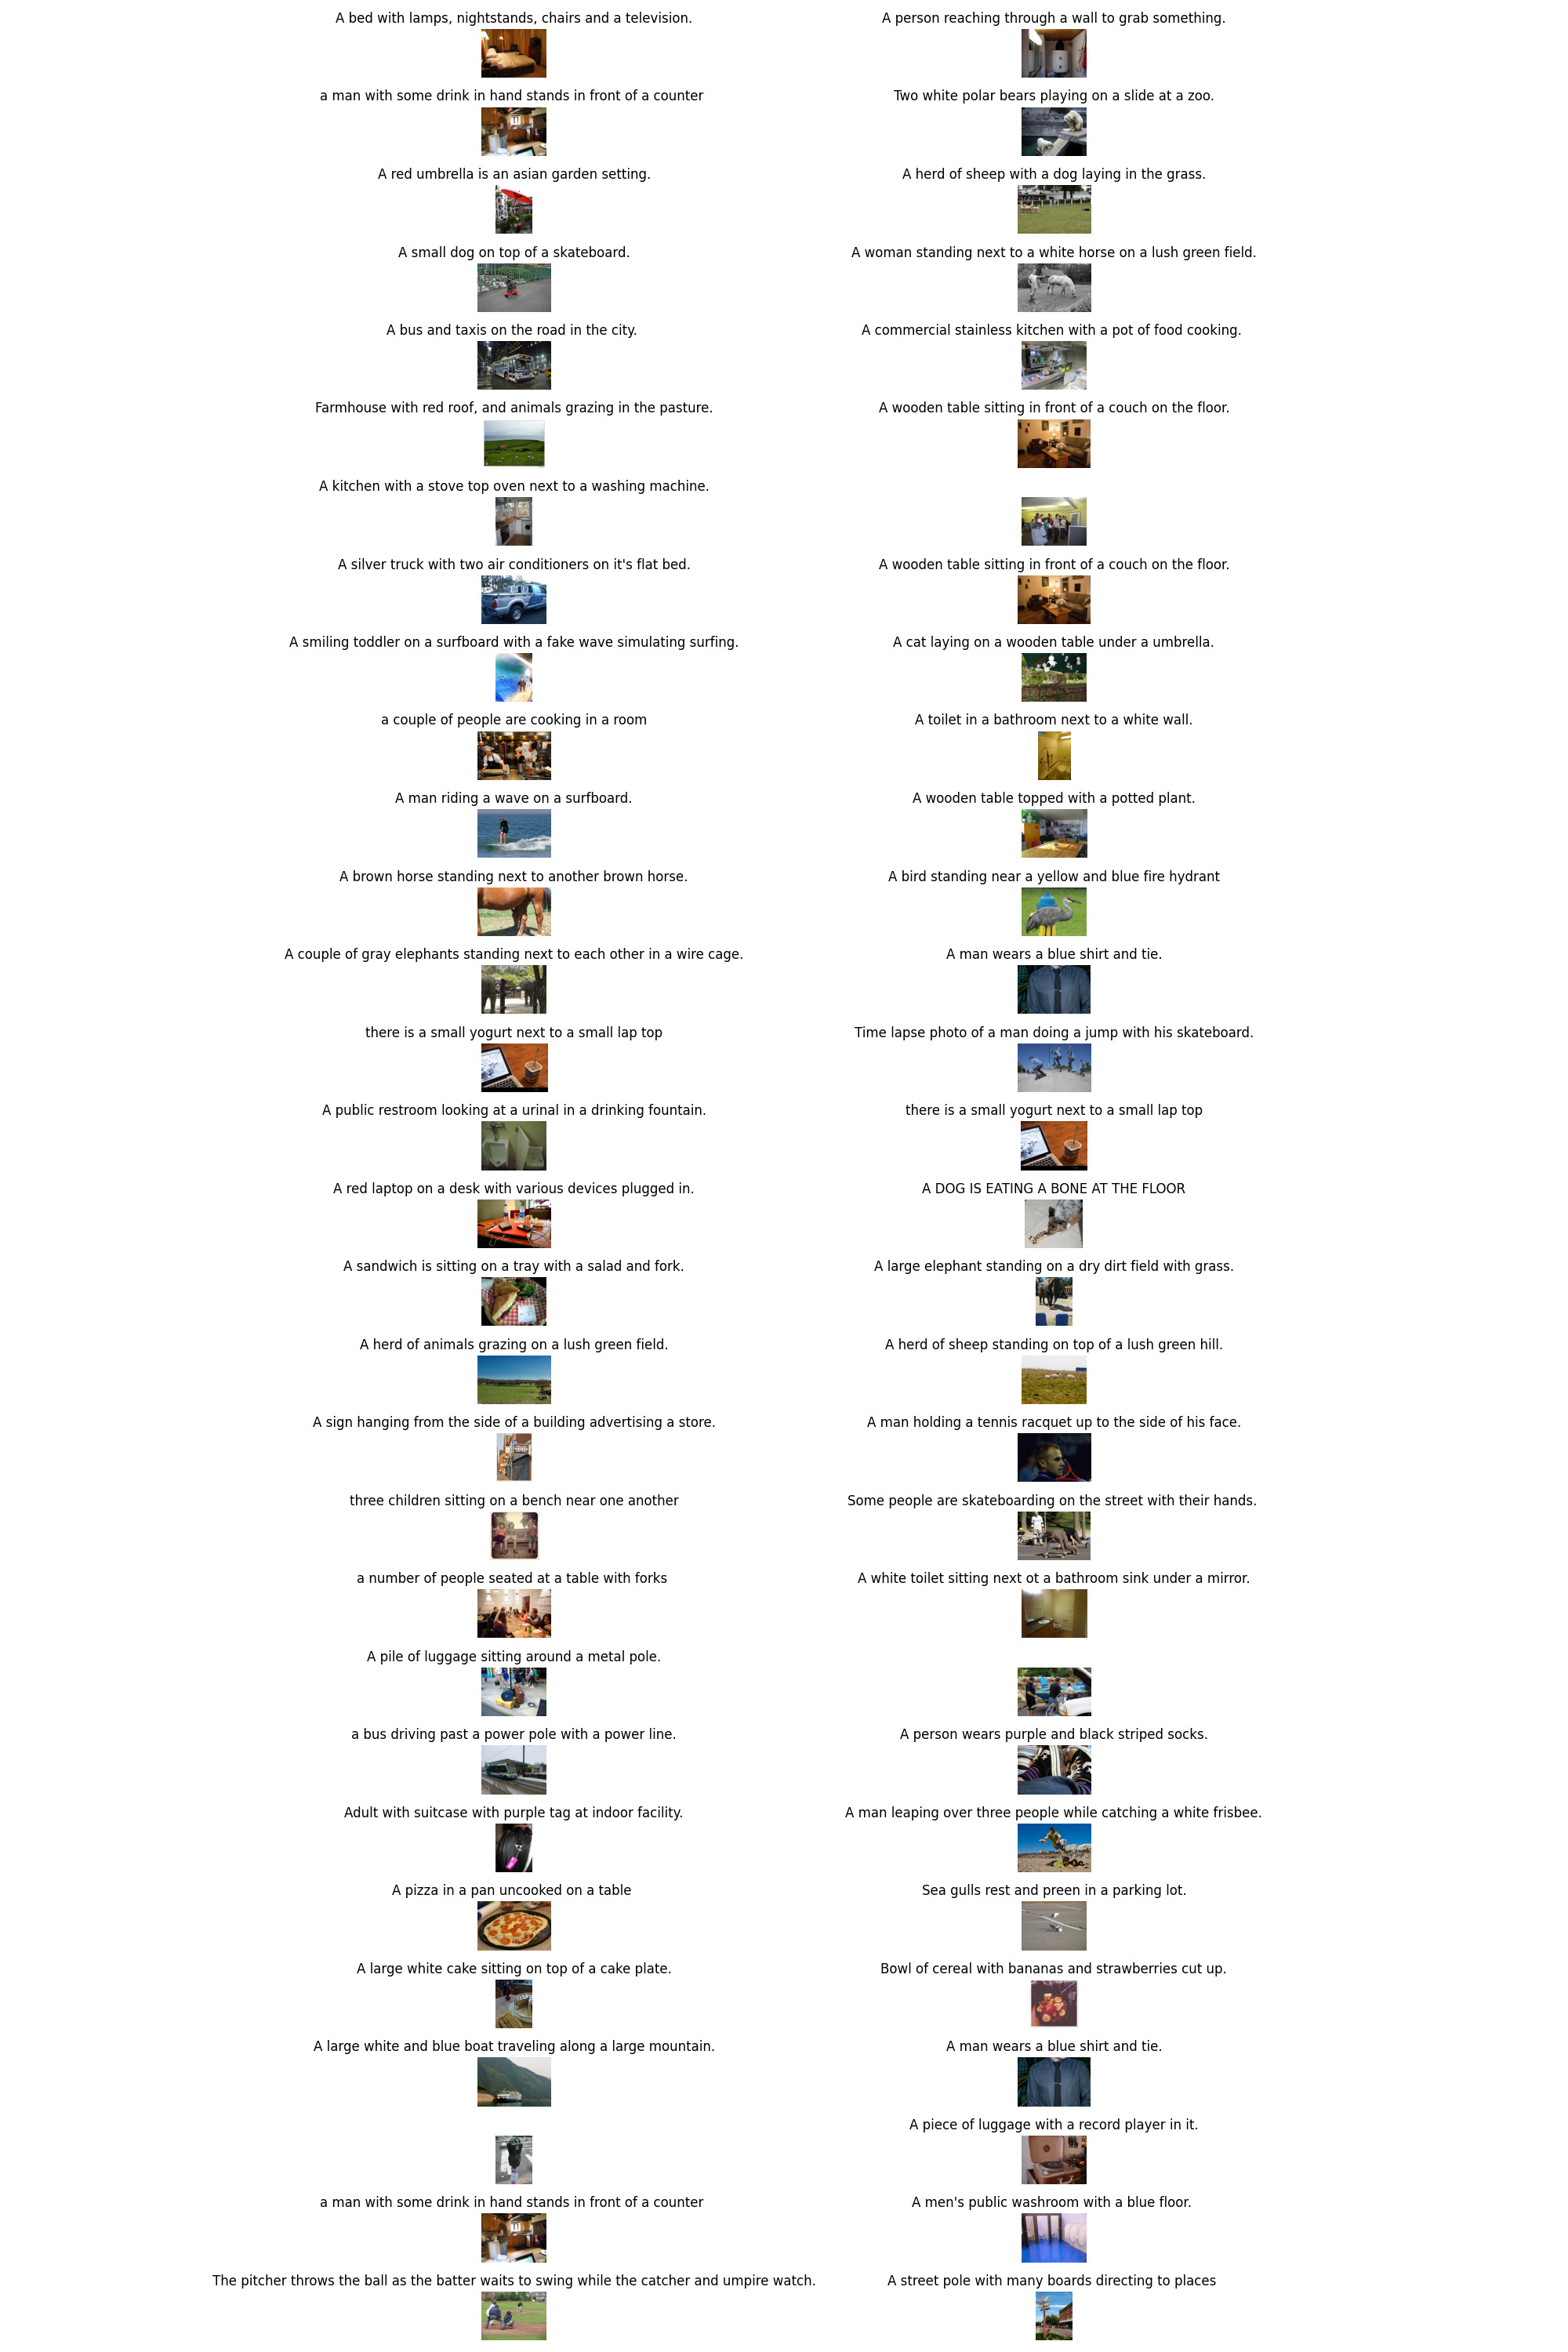 A bed with lamps, nightstands, chairs and a television.
A person reaching through a wall to grab something.
a man with some drink in hand stands in front of a counter
Two white polar bears playing on a slide at a zoo.
A red umbrella is an asian garden setting.
A herd of sheep with a dog laying in the grass.
A small dog on top of a skateboard.
A woman standing next to a white horse on a lush green field.
A bus and taxis on the road in the city.
A commercial stainless kitchen with a pot of food cooking.
Farmhouse with red roof, and animals grazing in the pasture.
A wooden table sitting in front of a couch on the floor.
A kitchen with a stove top oven next to a washing machine.
A silver truck with two air conditioners on it's flat bed.
A wooden table sitting in front of a couch on the floor.
A smiling toddler on a surfboard with a fake wave simulating surfing.
A cat laying on a wooden table under a umbrella.
a couple of people are cooking in a room
A toilet in a bathroom next to a white wall.
A man riding a wave on a surfboard.
A wooden table topped with a potted plant.
A brown horse standing next to another brown horse.
A bird standing near a yellow and blue fire hydrant
A couple of gray elephants standing next to each other in a wire cage.
A man wears a blue shirt and tie.
there is a small yogurt next to a small lap top
Time lapse photo of a man doing a jump with his skateboard.
A public restroom looking at a urinal in a drinking fountain.
there is a small yogurt next to a small lap top
A red laptop on a desk with various devices plugged in.
A DOG IS EATING A BONE AT THE FLOOR
A sandwich is sitting on a tray with a salad and fork.
A large elephant standing on a dry dirt field with grass.
A herd of animals grazing on a lush green field.
A herd of sheep standing on top of a lush green hill.
A sign hanging from the side of a building advertising a store.
A man holding a tennis racquet up to the side of his face.
three children sitting on a bench near one another
Some people are skateboarding on the street with their hands.
a number of people seated at a table with forks
A white toilet sitting next ot a bathroom sink under a mirror.
A pile of luggage sitting around a metal pole.
a bus driving past a power pole with a power line.
A person wears purple and black striped socks.
Adult with suitcase with purple tag at indoor facility.
A man leaping over three people while catching a white frisbee.
A pizza in a pan uncooked on a table
Sea gulls rest and preen in a parking lot.
A large white cake sitting on top of a cake plate.
Bowl of cereal with bananas and strawberries cut up.
A large white and blue boat traveling along a large mountain.
A man wears a blue shirt and tie.
A piece of luggage with a record player in it.
a man with some drink in hand stands in front of a counter
A men's public washroom with a blue floor.
The pitcher throws the ball as the batter waits to swing while the catcher and umpire watch.
A street pole with many boards directing to places